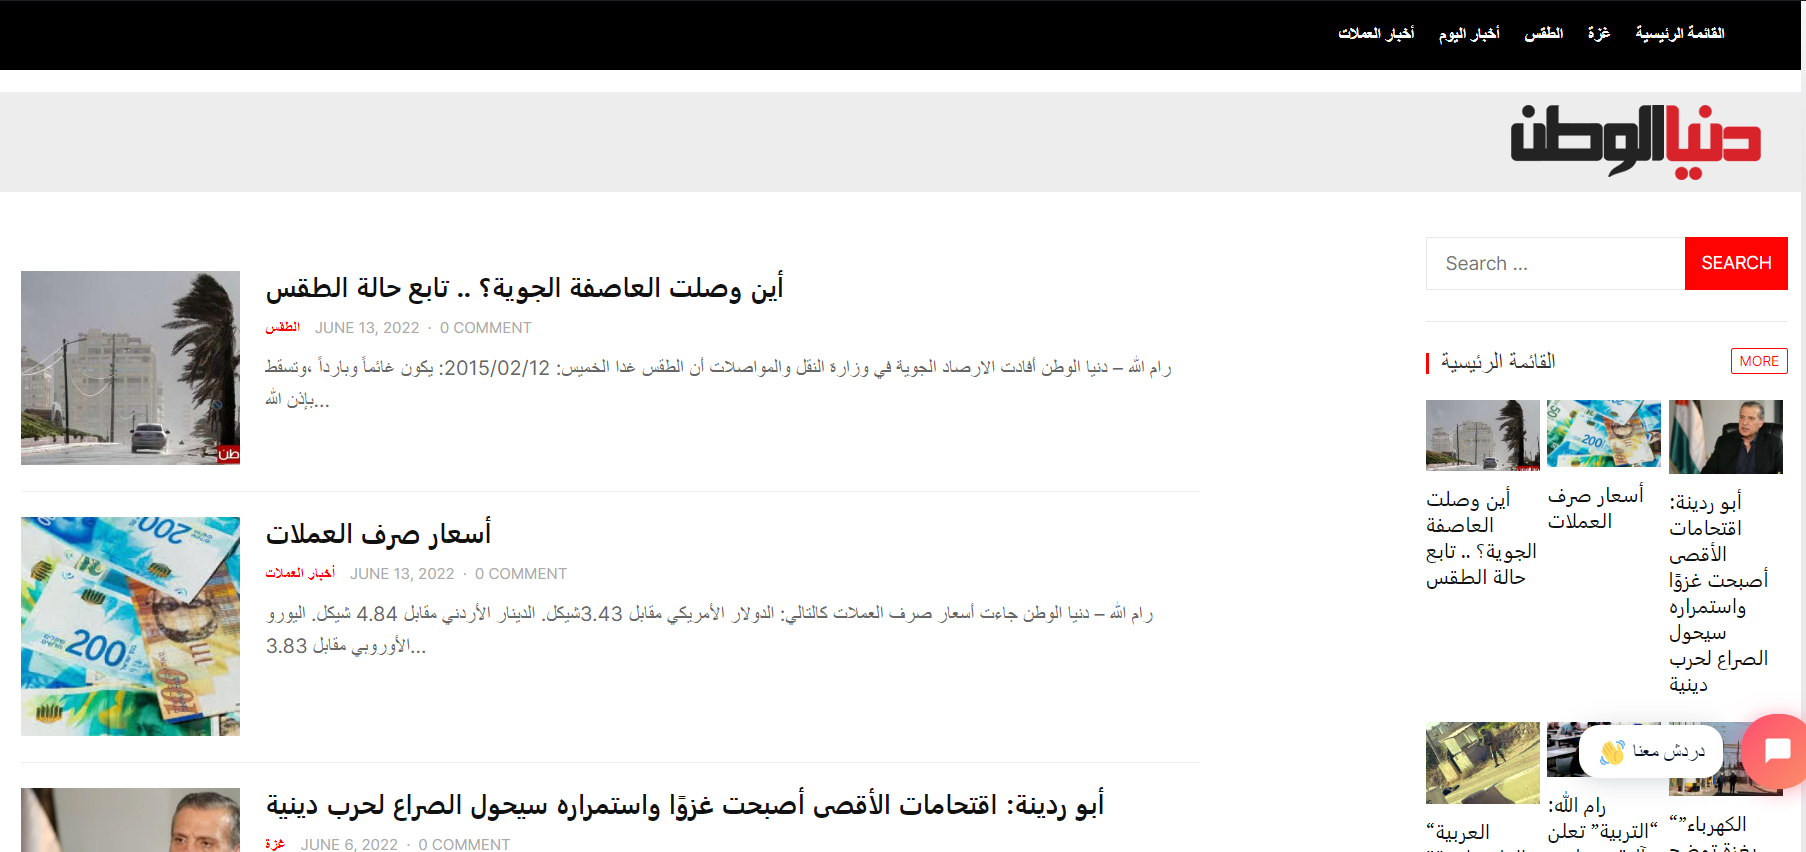 القائمة الرئيسية
غزة
الطقس
أخبار اليوم
أخبار العملات
دنيا الوطن
أين وصلت العاصفة الجوية؟ .. تابع حالة الطقس
الطقس JUNE 13, 2022 · 0 COMMENT
رام الله – دنيا الوطن أفادت الارصاد الجوية في وزارة النقل والمواصلات أن الطقس غدا الخميس: 2015/02/12: يكون غائماً وبارداً ،وتسقط
بإذن الله...
أسعار صرف العملات
أخبار العملات JUNE 13, 2022 · 0 COMMENT
رام الله – دنيا الوطن جاءت أسعار صرف العملات كالتالي: الدولار الأمريكي مقابل 3.43شيكل. الدينار الأردني مقابل 4.84 شيكل. اليورو
الأوروبي مقابل 3.83...
أبو ردينة: اقتحامات الأقصى أصبحت غزوًا واستمراره سيحول الصراع لحرب دينية
غزة JUNE 6, 2022 · 0 COMMENT
Search ...
SEARCH
القائمة الرئيسية
MORE
أين وصلت
العاصفة
الجوية؟ .. تابع
حالة الطقس
أسعار صرف
العملات
أبو ردينة:
اقتحامات
الأقصى
أصبحت غزوًا
واستمراره
سيحول
الصراع لحرب
دينية
دردش معنا 👋
“العربية
رام الله:
“التربية” تعلن
“الكهرباء”
بغزة توضح